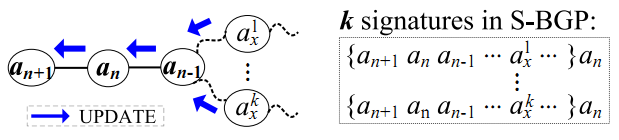 k signatures in S-BGP:
a_{n+1} a_n a_{n-1} a_x^1
⋮
a_x^k
UPDATE
{a_{n+1} a_n a_{n-1} ⋯ a_x^1 ⋯ }a_n
⋮
{a_{n+1} a_n a_{n-1} ⋯ a_x^k ⋯ }a_n